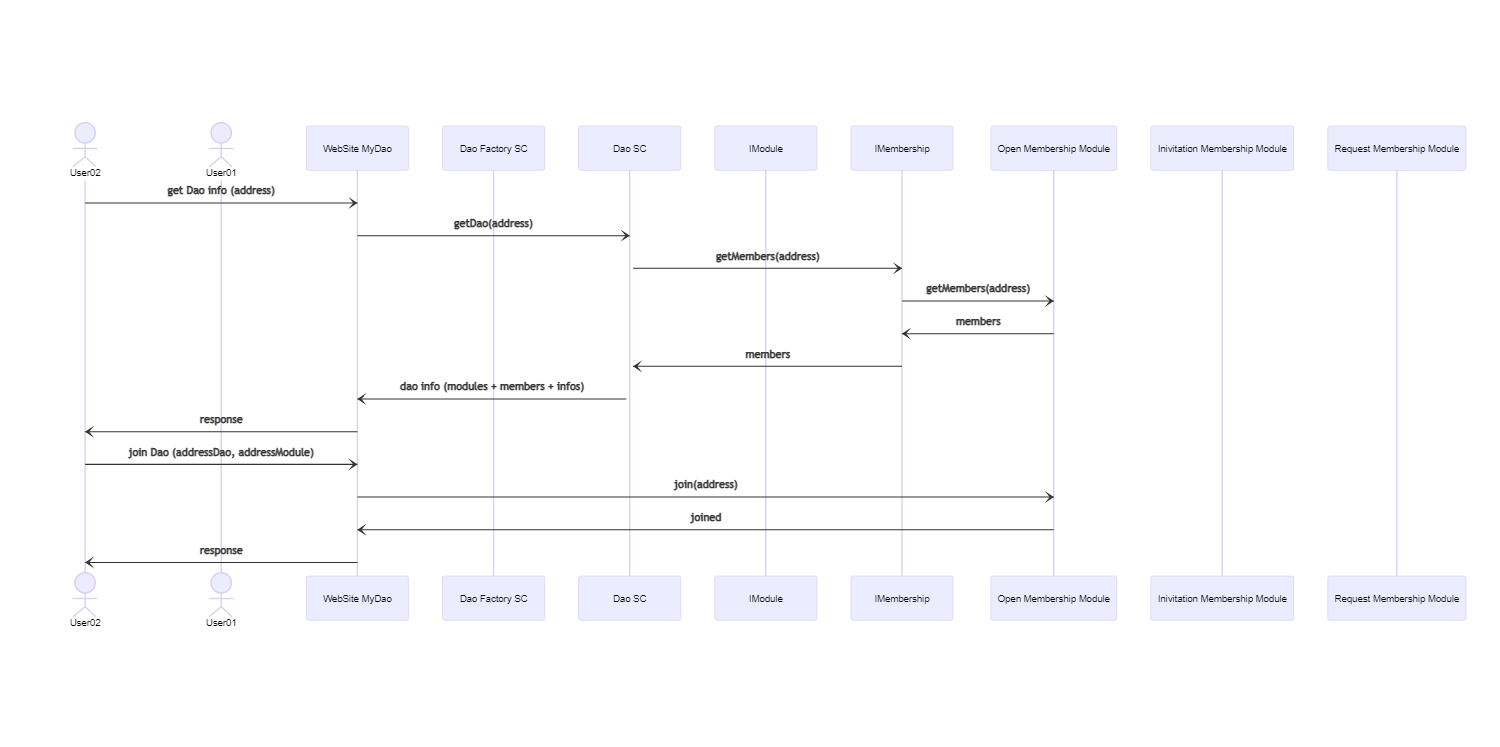 User02
User01
WebSite MyDao
Dao Factory SC
Dao SC
IModule
IMembership
Open Membership Module
Inivitation Membership Module
Request Membership Module
get Dao info (address)
getDao(address)
getMembers(address)
getMembers(address)
members
members
dao info (modules + members + infos)
response
join Dao (addressDao, addressModule)
join(address)
joined
response
User02
User01
WebSite MyDao
Dao Factory SC
Dao SC
IModule
IMembership
Open Membership Module
Inivitation Membership Module
Request Membership Module